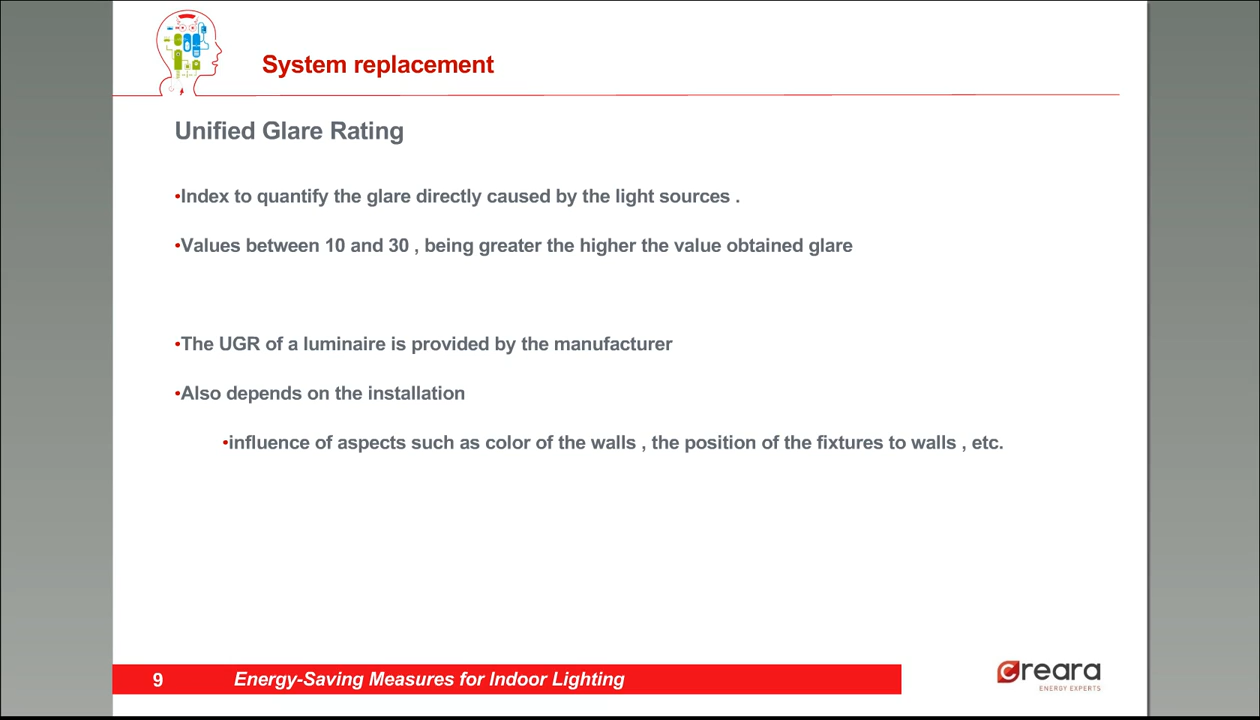 System replacement
Unified Glare Rating
•Index to quantify the glare directly caused by the light sources .
•Values between 10 and 30 , being greater the higher the value obtained glare
•The UGR of a luminaire is provided by the manufacturer
•Also depends on the installation
•influence of aspects such as color of the walls , the position of the fixtures to walls , etc.
9 Energy-Saving Measures for Indoor Lighting
creara
ENERGY EXPERTS